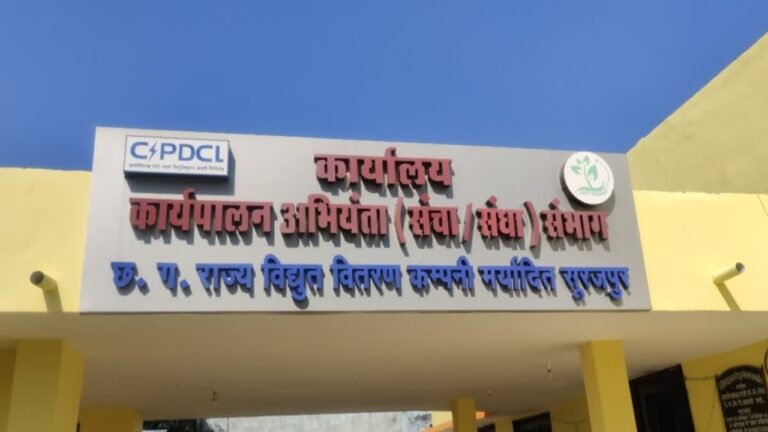 CSPDCL
कार्यालय
कार्यपालन अभियंता (संचा/संधा) संभाग
छ. ग. राज्य विद्युत वितरण कम्पनी मर्यादित सूरजपुर